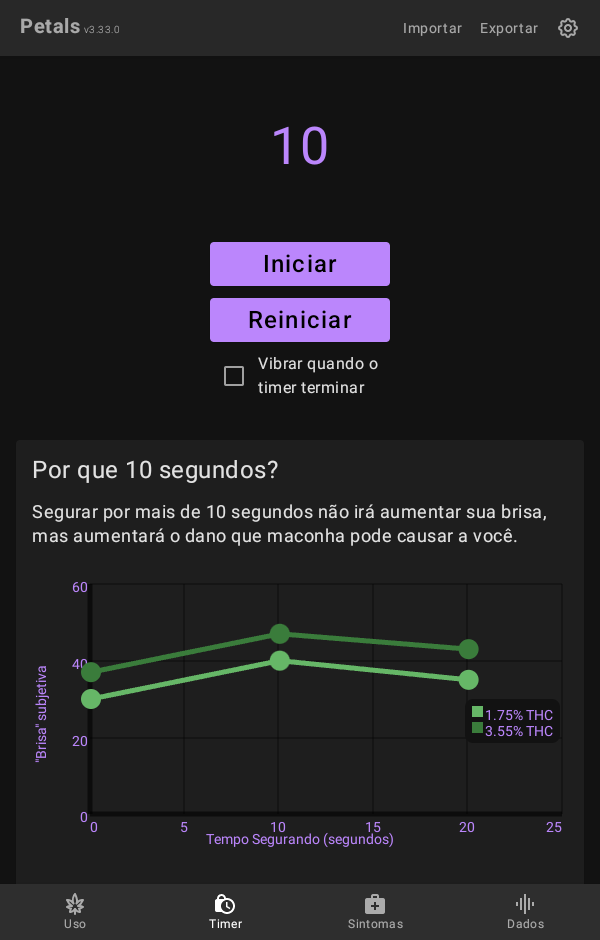 Petals v3.33.0
Importar
Exportar
10
Iniciar
Reiniciar
Vibrar quando o
timer terminar
Por que 10 segundos?
Segurar por mais de 10 segundos não irá aumentar sua brisa,
mas aumentará o dano que maconha pode causar a você.
60
40
20
0
"Brisa" subjetiva
1.75% THC
3.55% THC
0 5 10 15 20 25
Tempo Segurando (segundos)
Uso
Timer
Sintomas
Dados